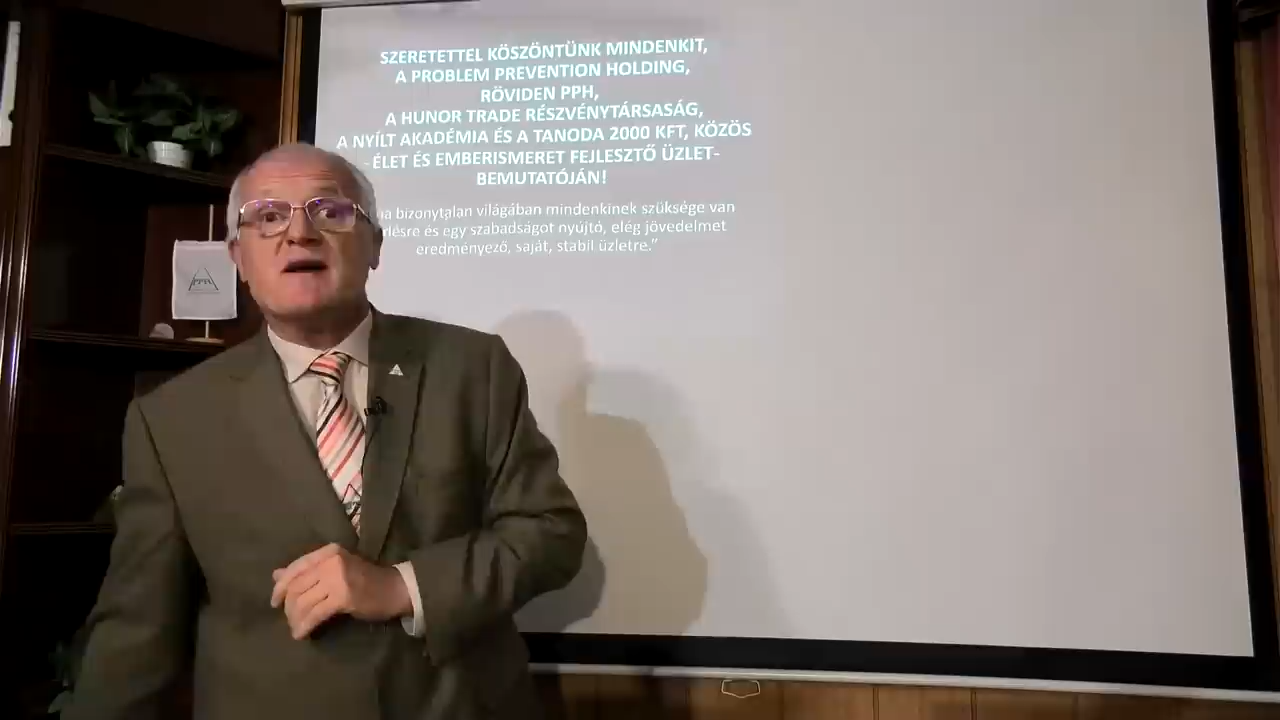 SZERETETTEL KÖSZÖNTÜNK MINDENKIT,
A PROBLEM PREVENTION HOLDING,
RÖVIDEN PPH,
A HUNOR TRADE RÉSZVÉNYTÁRSASÁG,
A NYÍLT AKADÉMIA ÉS A TANODA 2000 KFT, KÖZÖS
-ÉLET ÉS EMBERISMERET FEJLESZTŐ ÜZLET-
BEMUTATÓJÁN!
bizonytalan világában mindenkinek szüksége van
és egy szabadságot nyújtó, elég jövedelmet
eredményező, saját, stabil üzletre.”